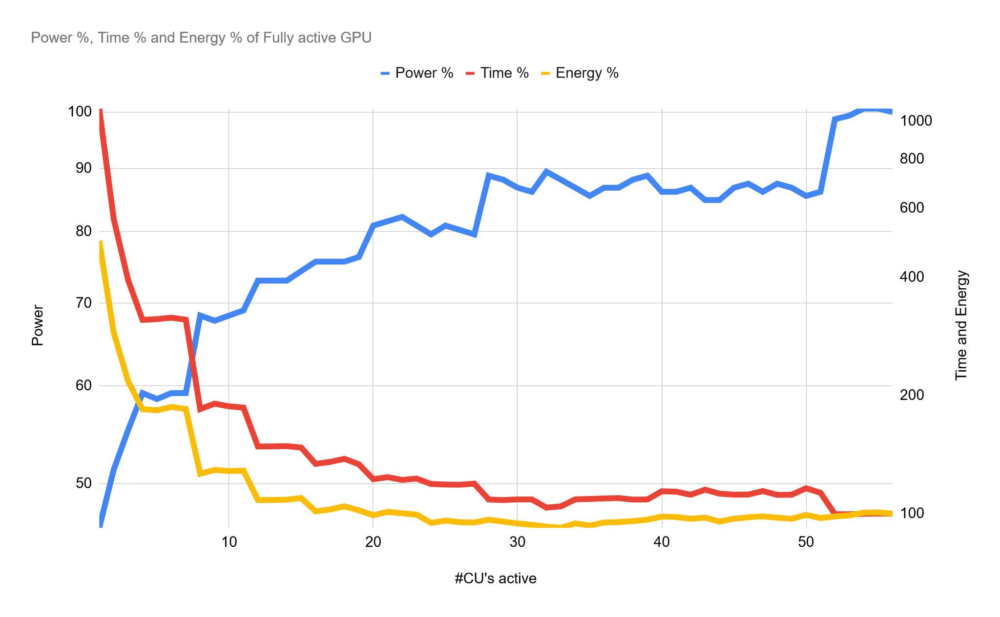 Power %, Time % and Energy % of Fully active GPU
Power % Time % Energy %
100
90
80
70
60
50
Power
1000
800
600
400
200
100
Time and Energy
10 20 30 40 50
#CU's active